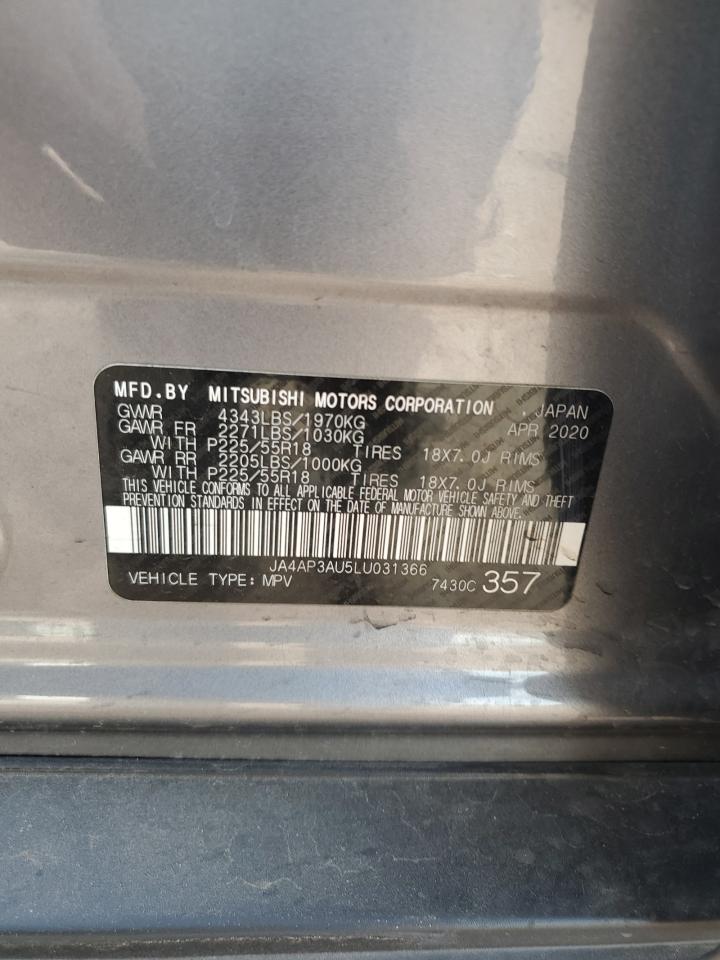 MFD.BY MITSUBISHI MOTORS CORPORATION , JAPAN
GVWR 4343LBS/1970KG APR 2020
GAWR FR 2271LBS/1030KG
WITH P225/55R18 TIRES 18X7.0J RIMS
GAWR RR 2205LBS/1000KG
WITH P225/55R18 TIRES 18X7.0J RIMS
THIS VEHICLE CONFORMS TO ALL APPLICABLE FEDERAL MOTOR VEHICLE SAFETY AND THEFT
PREVENTION STANDARDS IN EFFECT ON THE DATE OF MANUFACTURE SHOWN ABOVE.
JA4AP3AU5LU031366
VEHICLE TYPE: MPV 7430C 357